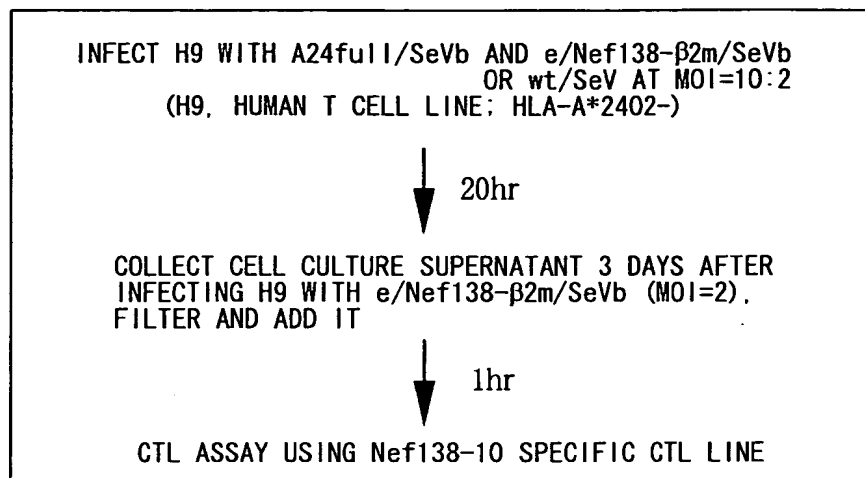 INFECT H9 WITH A24full/SeVb AND e/Nef138-β2m/SeVb
OR wt/SeV AT MOI=10:2
(H9, HUMAN T CELL LINE; HLA-A*2402-)
20hr
COLLECT CELL CULTURE SUPERNATANT 3 DAYS AFTER
INFECTING H9 WITH e/Nef138-β2m/SeVb (MOI=2),
FILTER AND ADD IT
1hr
CTL ASSAY USING Nef138-10 SPECIFIC CTL LINE